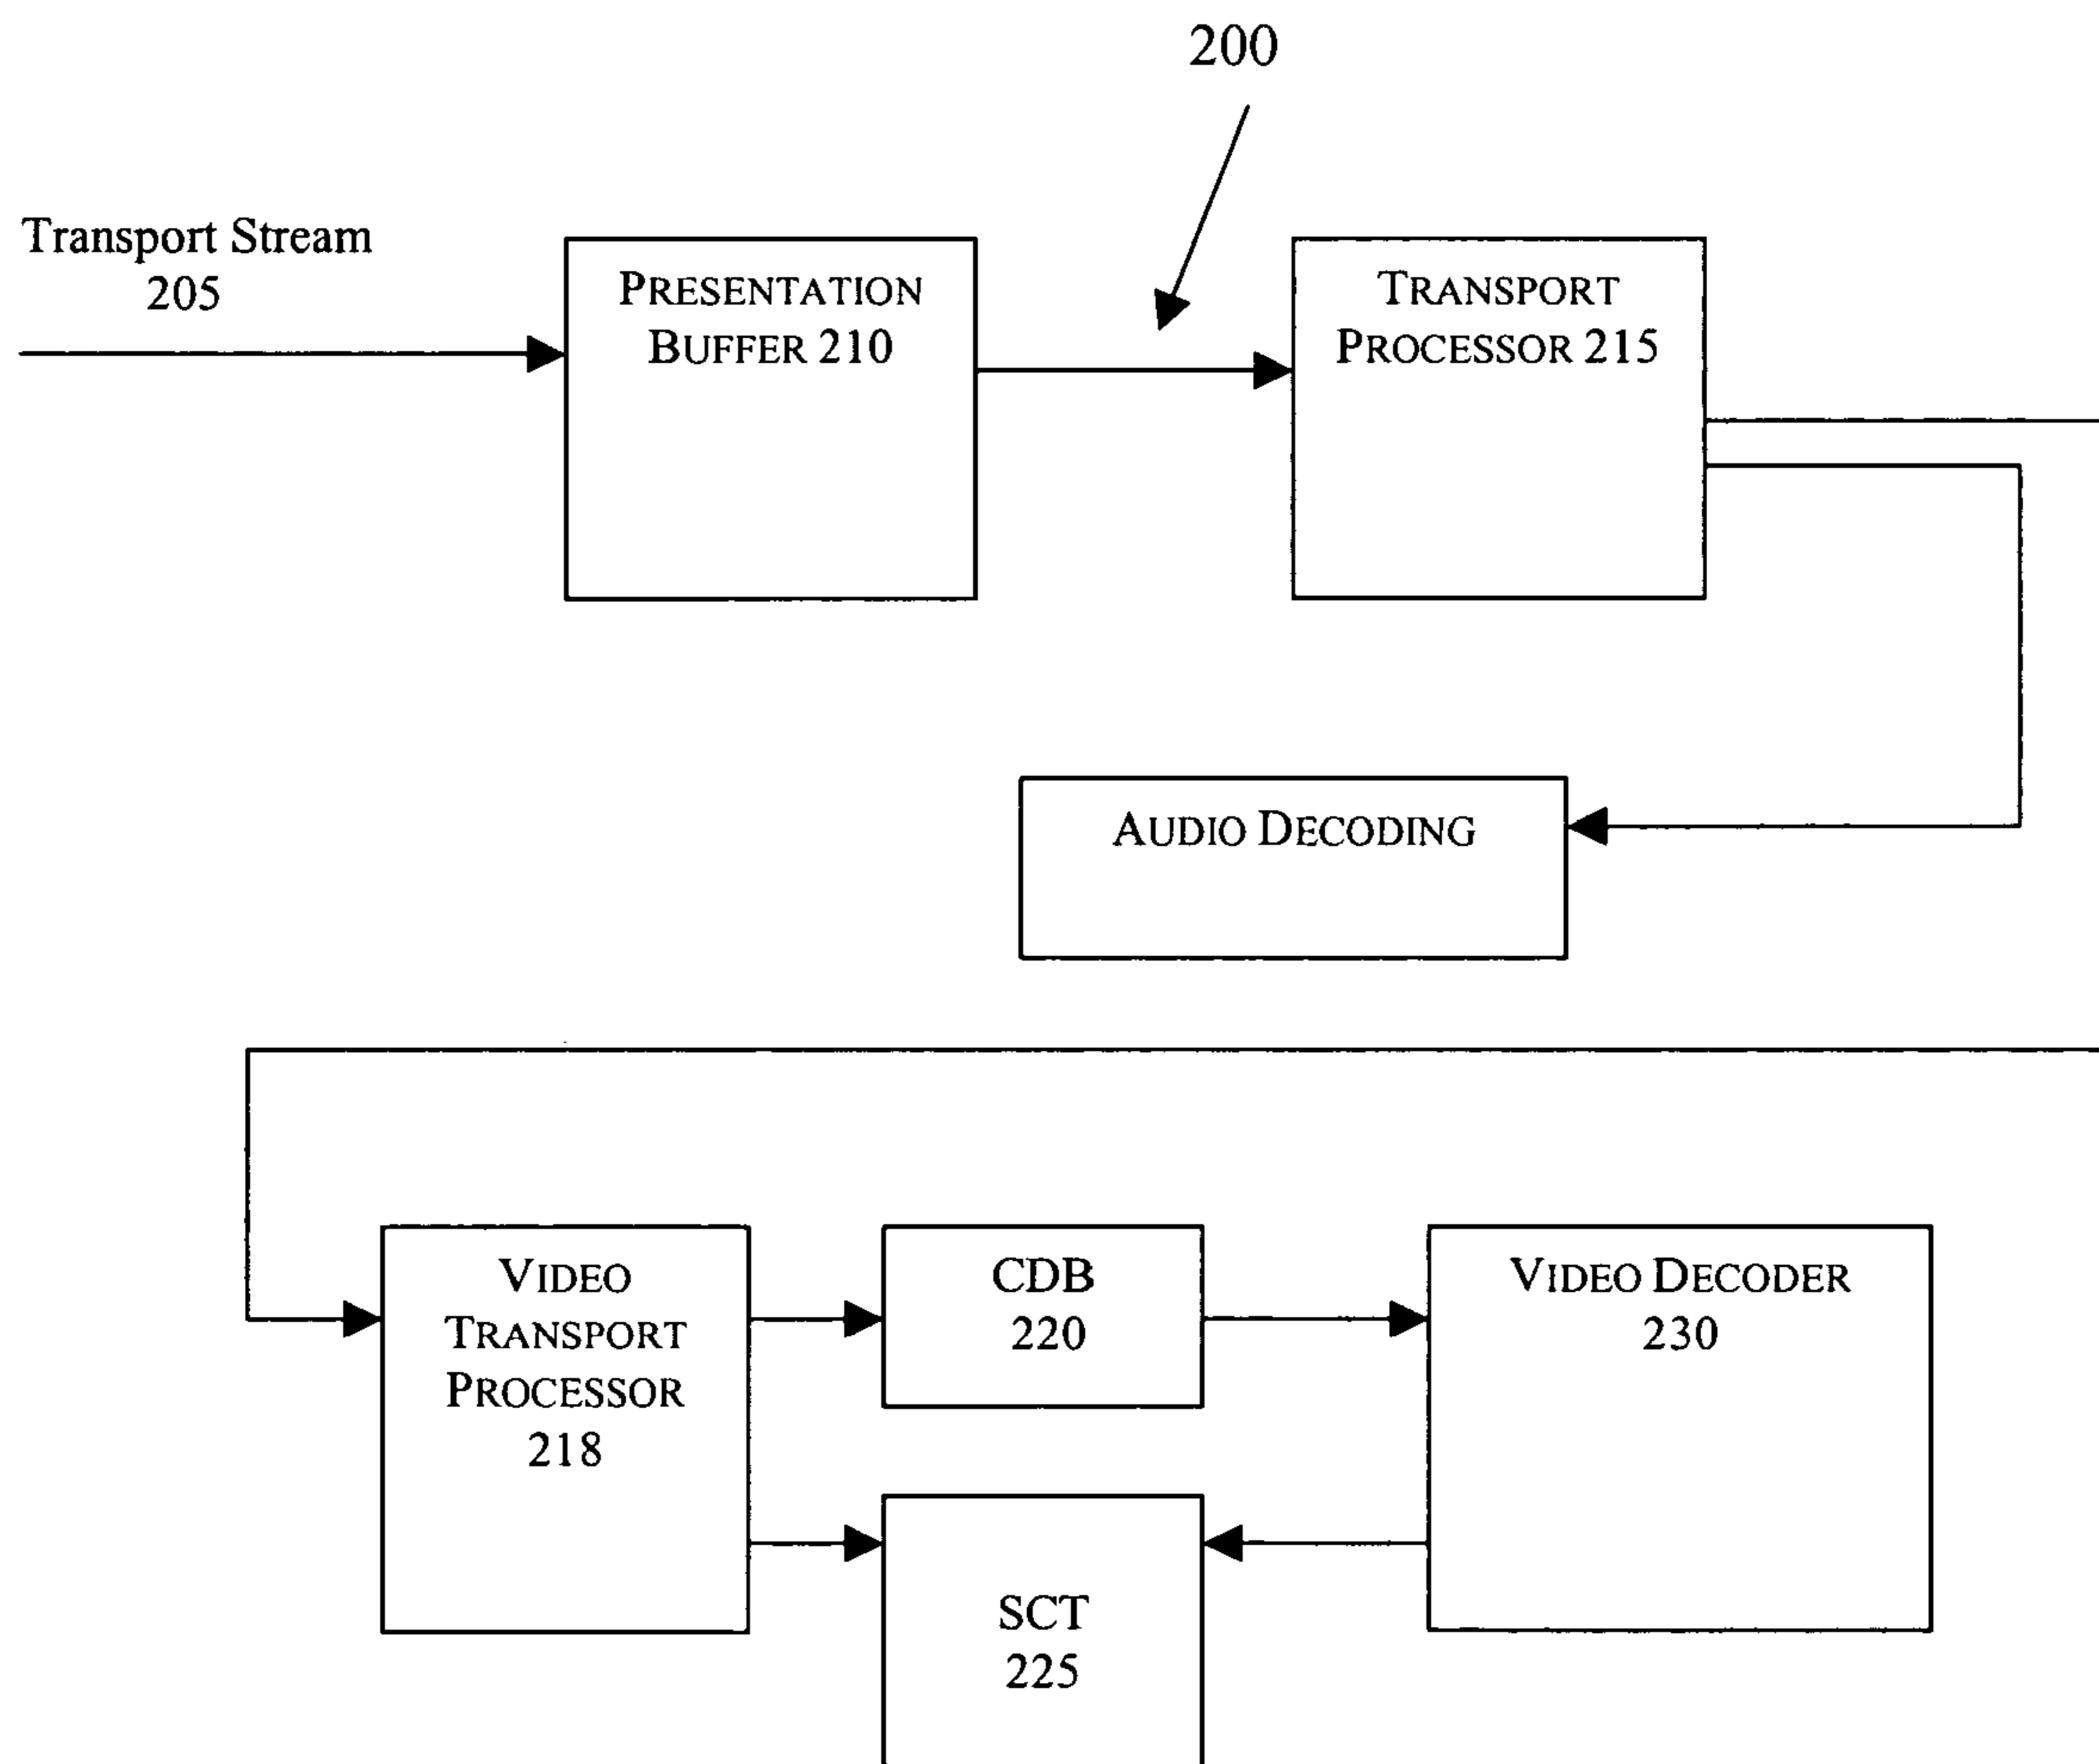 200
Transport Stream
205
PRESENTATION
BUFFER 210
TRANSPORT
PROCESSOR 215
AUDIO DECODING
VIDEO
TRANSPORT
PROCESSOR
218
CDB
220
VIDEO DECODER
230
SCT
225